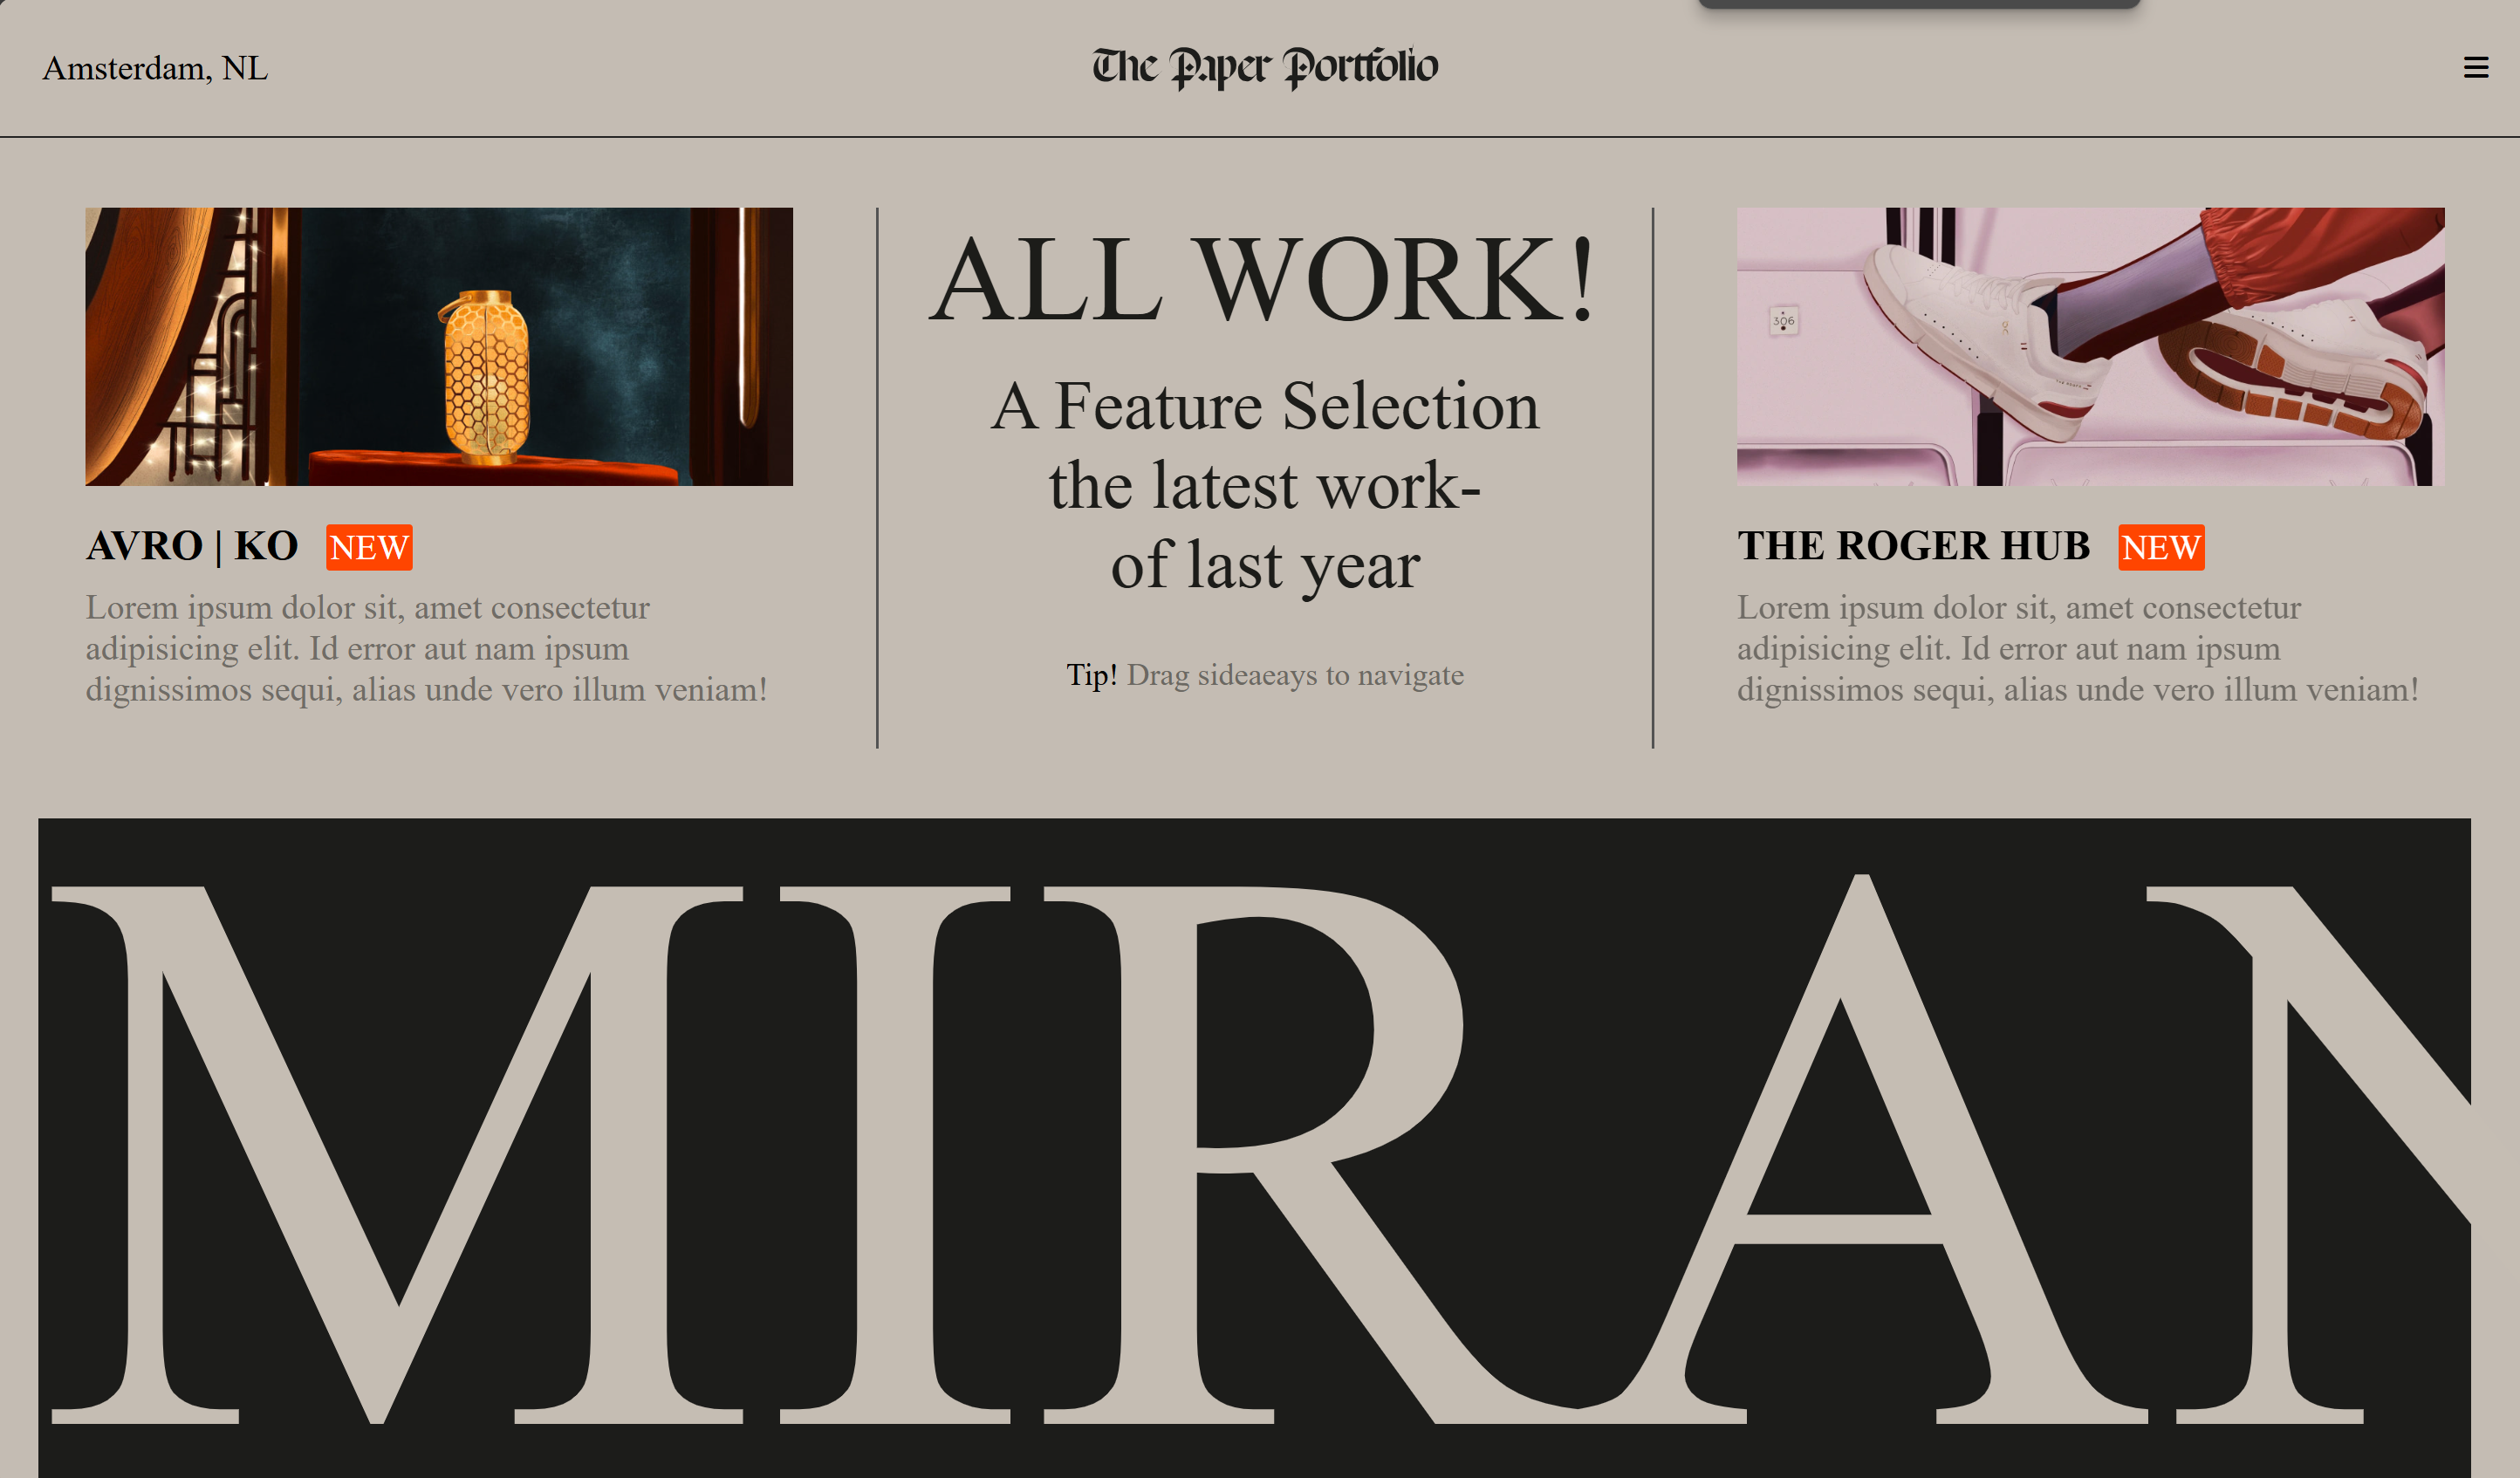 Amsterdam, NL
The Paper Porttfolio
306
AVRO | KO NEW
Lorem ipsum dolor sit, amet consectetur
adipisicing elit. Id error aut nam ipsum
dignissimos sequi, alias unde vero illum veniam!
ALL WORK!
A Feature Selection
the latest work-
of last year
Tip! Drag sideaeays to navigate
THE ROGER HUB NEW
Lorem ipsum dolor sit, amet consectetur
adipisicing elit. Id error aut nam ipsum
dignissimos sequi, alias unde vero illum veniam!
MIRAN